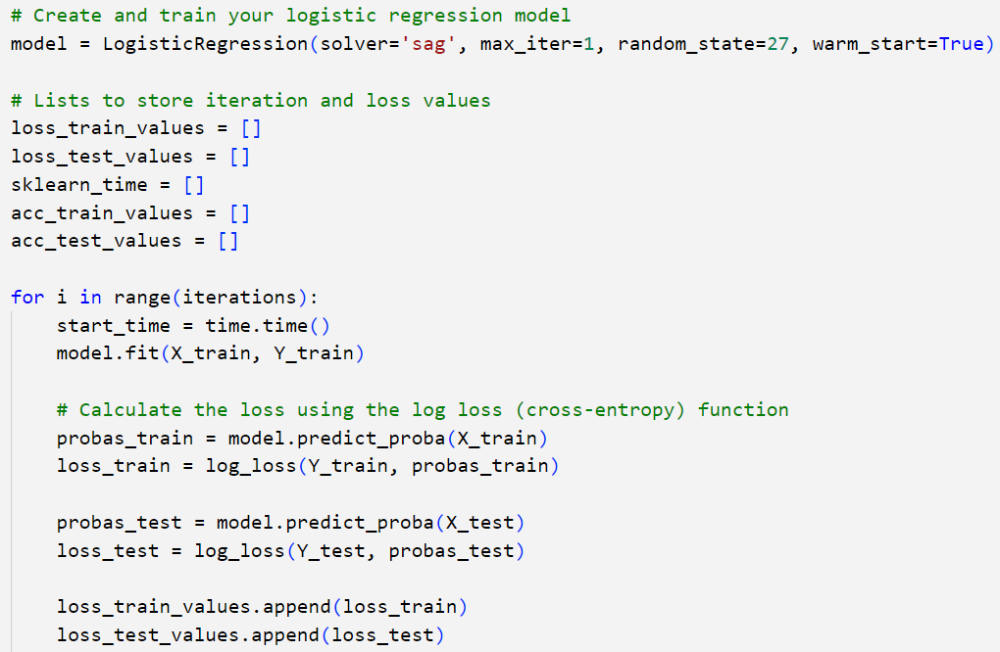 # Create and train your logistic regression model
model = LogisticRegression(solver='sag', max_iter=1, random_state=27, warm_start=True)
# Lists to store iteration and loss values
loss_train_values = []
loss_test_values = []
sklearn_time = []
acc_train_values = []
acc_test_values = []
for i in range(iterations):
    start_time = time.time()
    model.fit(X_train, Y_train)
    # Calculate the loss using the log loss (cross-entropy) function
    probas_train = model.predict_proba(X_train)
    loss_train = log_loss(Y_train, probas_train)
    probas_test = model.predict_proba(X_test)
    loss_test = log_loss(Y_test, probas_test)
    loss_train_values.append(loss_train)
    loss_test_values.append(loss_test)